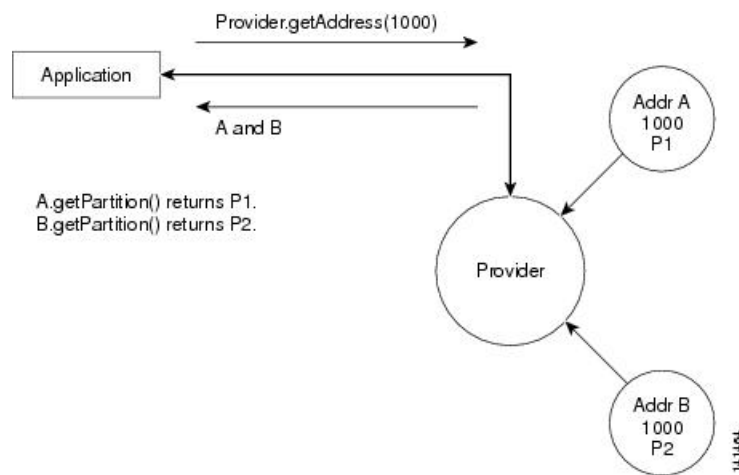 Provider.getAddress(1000)
Application
A and B
Addr A
1000
P1
A.getPartition() returns P1.
B.getPartition() returns P2.
Provider
Addr B
1000
P2